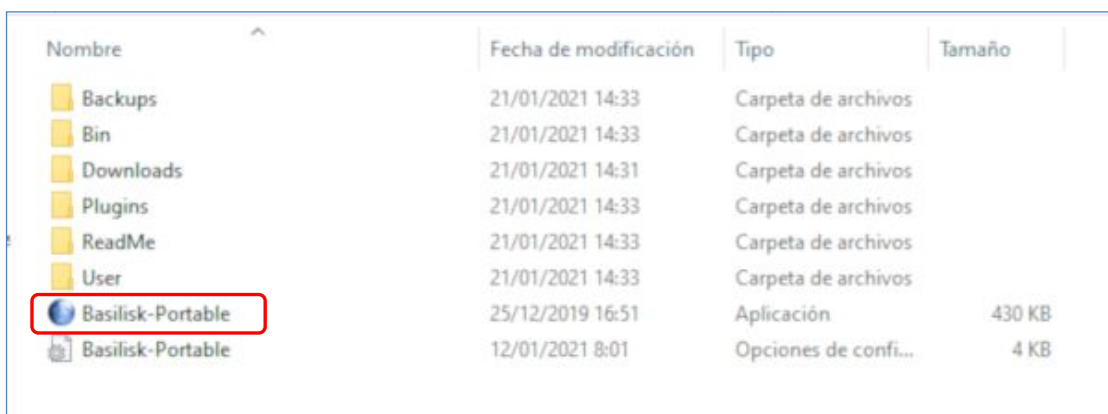 Nombre Fecha de modificación Tipo Tamaño
Backups 21/01/2021 14:33 Carpeta de archivos
Bin 21/01/2021 14:33 Carpeta de archivos
Downloads 21/01/2021 14:31 Carpeta de archivos
Plugins 21/01/2021 14:33 Carpeta de archivos
ReadMe 21/01/2021 14:33 Carpeta de archivos
User 21/01/2021 14:33 Carpeta de archivos
Basilisk-Portable 25/12/2019 16:51 Aplicación 430 KB
Basilisk-Portable 12/01/2021 8:01 Opciones de confi... 4 KB